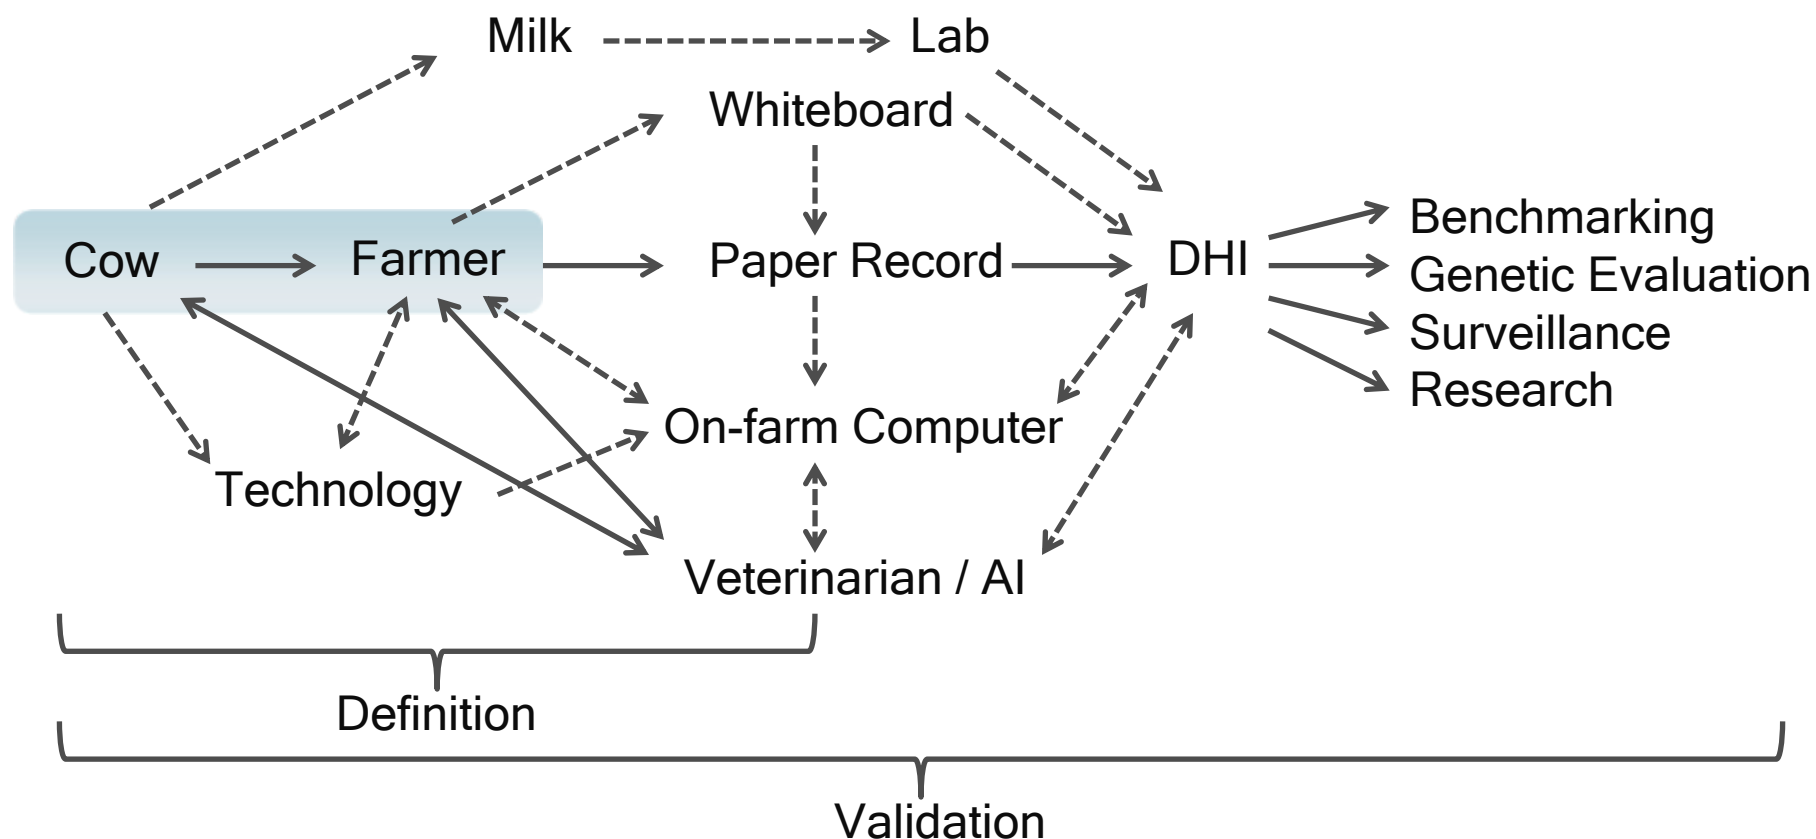 Milk
Lab
Whiteboard
Cow
Farmer
Paper Record
DHI
Benchmarking
Genetic Evaluation
Surveillance
Research
On-farm Computer
Technology
Veterinarian / AI
Definition
Validation